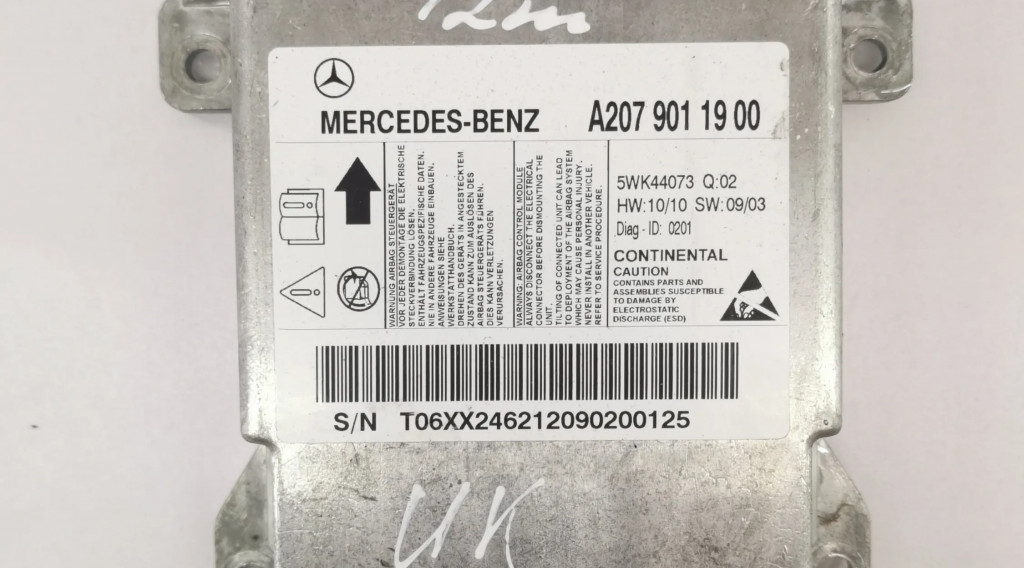 MERCEDES-BENZ A207 901 19 00
WARNUNG AIRBAG STEUERGERÄT
VOR JEDER DEMONTAGE DIE ELEKTRISCHE
STECKVERBINDUNG LÖSEN.
ENTHÄLT FAHRZEUGSPEZIFISCHE DATEN.
NIE IN ANDERE FAHRZEUGE EINBAUEN.
ANWEISUNGEN SIEHE
WERKSTATTHANDBUCH.
DREHEN DES GERÄTS IN ANGESTECKTEM
ZUSTAND KANN ZUM AUSLÖSEN DES
AIRBAG STEUERGERÄTS FÜHREN.
DIES KANN VERLETZUNGEN
VERURSACHEN.
WARNING: AIRBAG CONTROL MODULE
ALWAYS DISCONNECT THE ELECTRICAL
CONNECTOR BEFORE DISMOUNTING THE
UNIT.
TILTING OF CONNECTED UNIT CAN LEAD
TO DEPLOYMENT OF THE AIRBAG SYSTEM
WHICH MAY CAUSE PERSONAL INJURY.
NEVER INSTALL IN ANOTHER VEHICLE.
REFER TO SERVICE PROCEDURE.
5WK44073 Q:02
HW:10/10 SW:09/03
Diag - ID: 0201
CONTINENTAL
CAUTION
CONTAINS PARTS AND
ASSEMBLIES SUSCEPTIBLE
TO DAMAGE BY
ELECTROSTATIC
DISCHARGE (ESD)
S/N T06XX246212090200125
UK